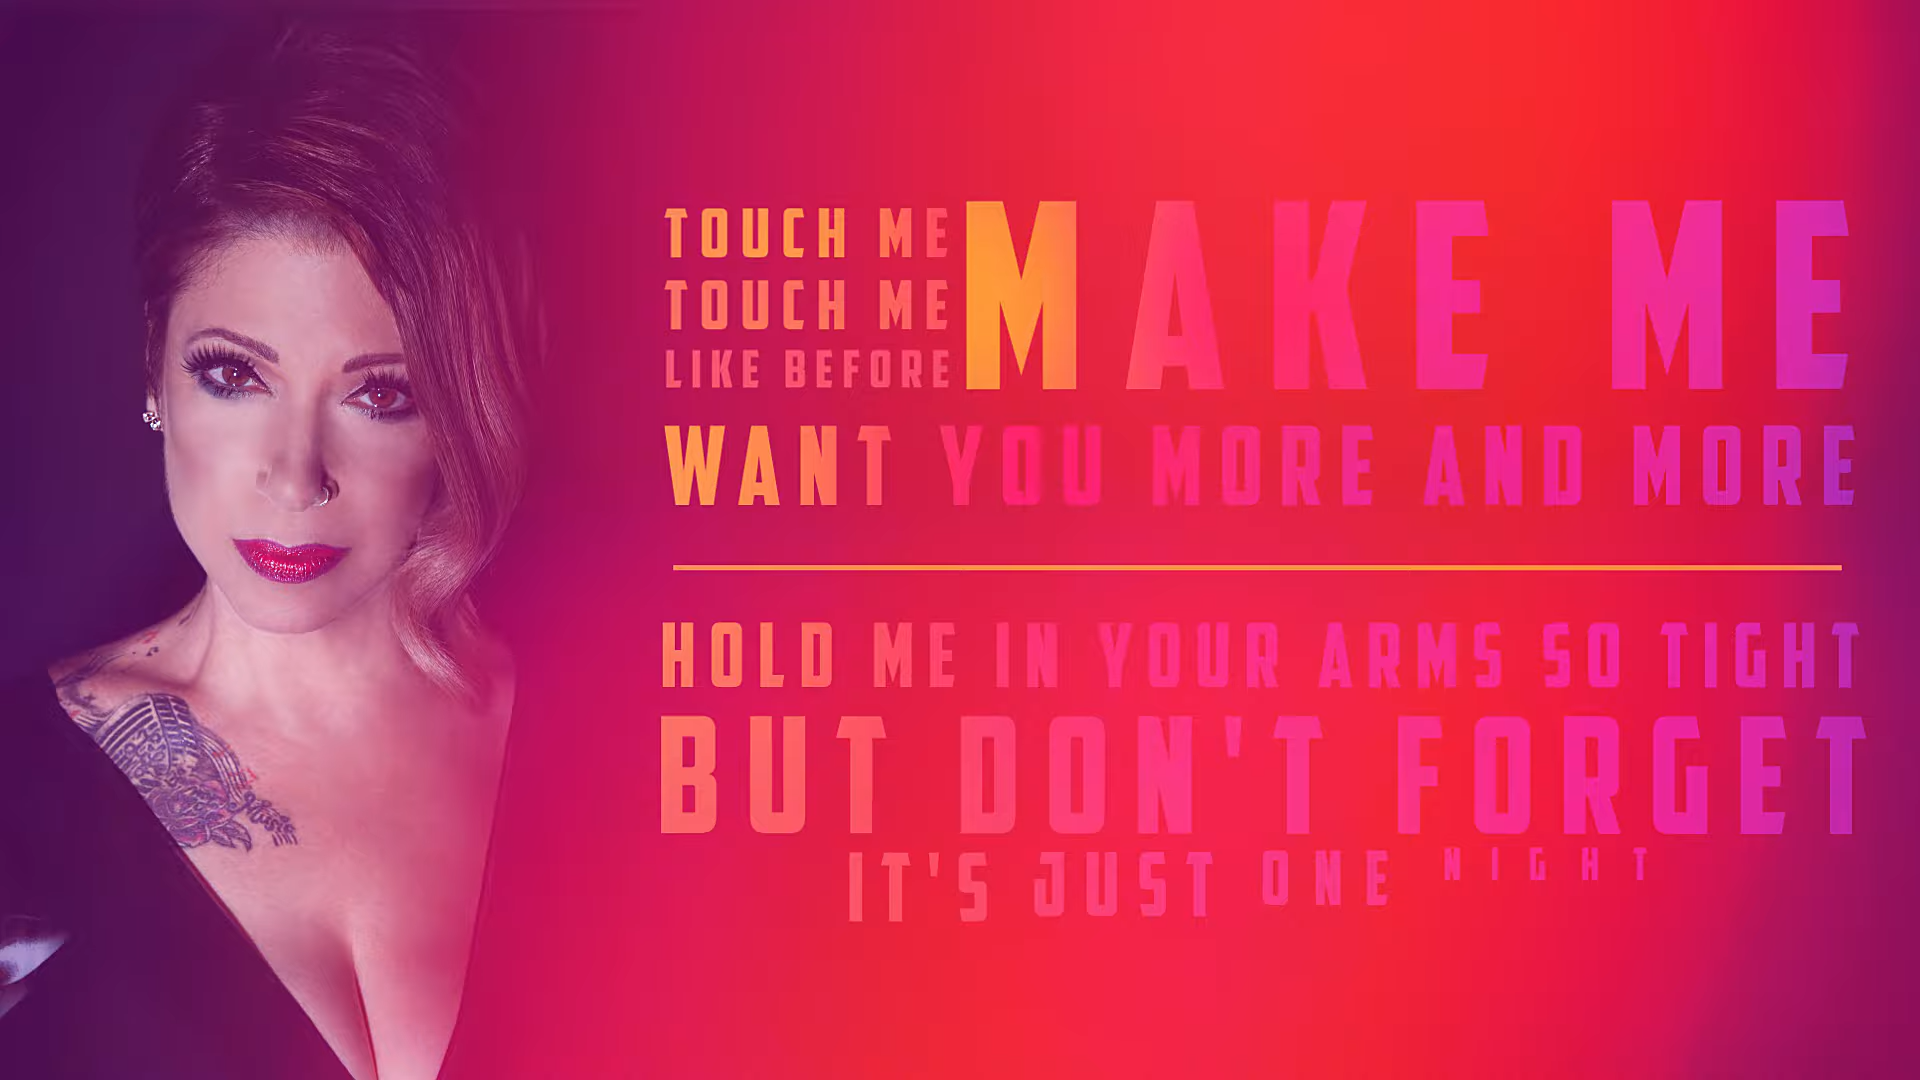 TOUCH ME
TOUCH ME
LIKE BEFORE
MAKE ME
WANT YOU MORE AND MORE
HOLD ME IN YOUR ARMS SO TIGHT
BUT DON'T FORGET
IT'S JUST ONE NIGHT
Music